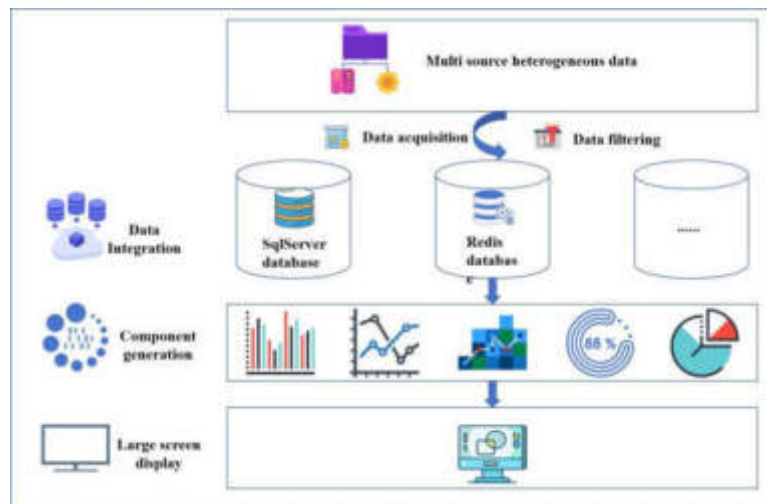 Multi source heterogeneous data
Data acquisition
Data filtering
Data
Integration
SqlServer
database
Redis
databas
e
......
Component
generation
86 %
Large screen
display